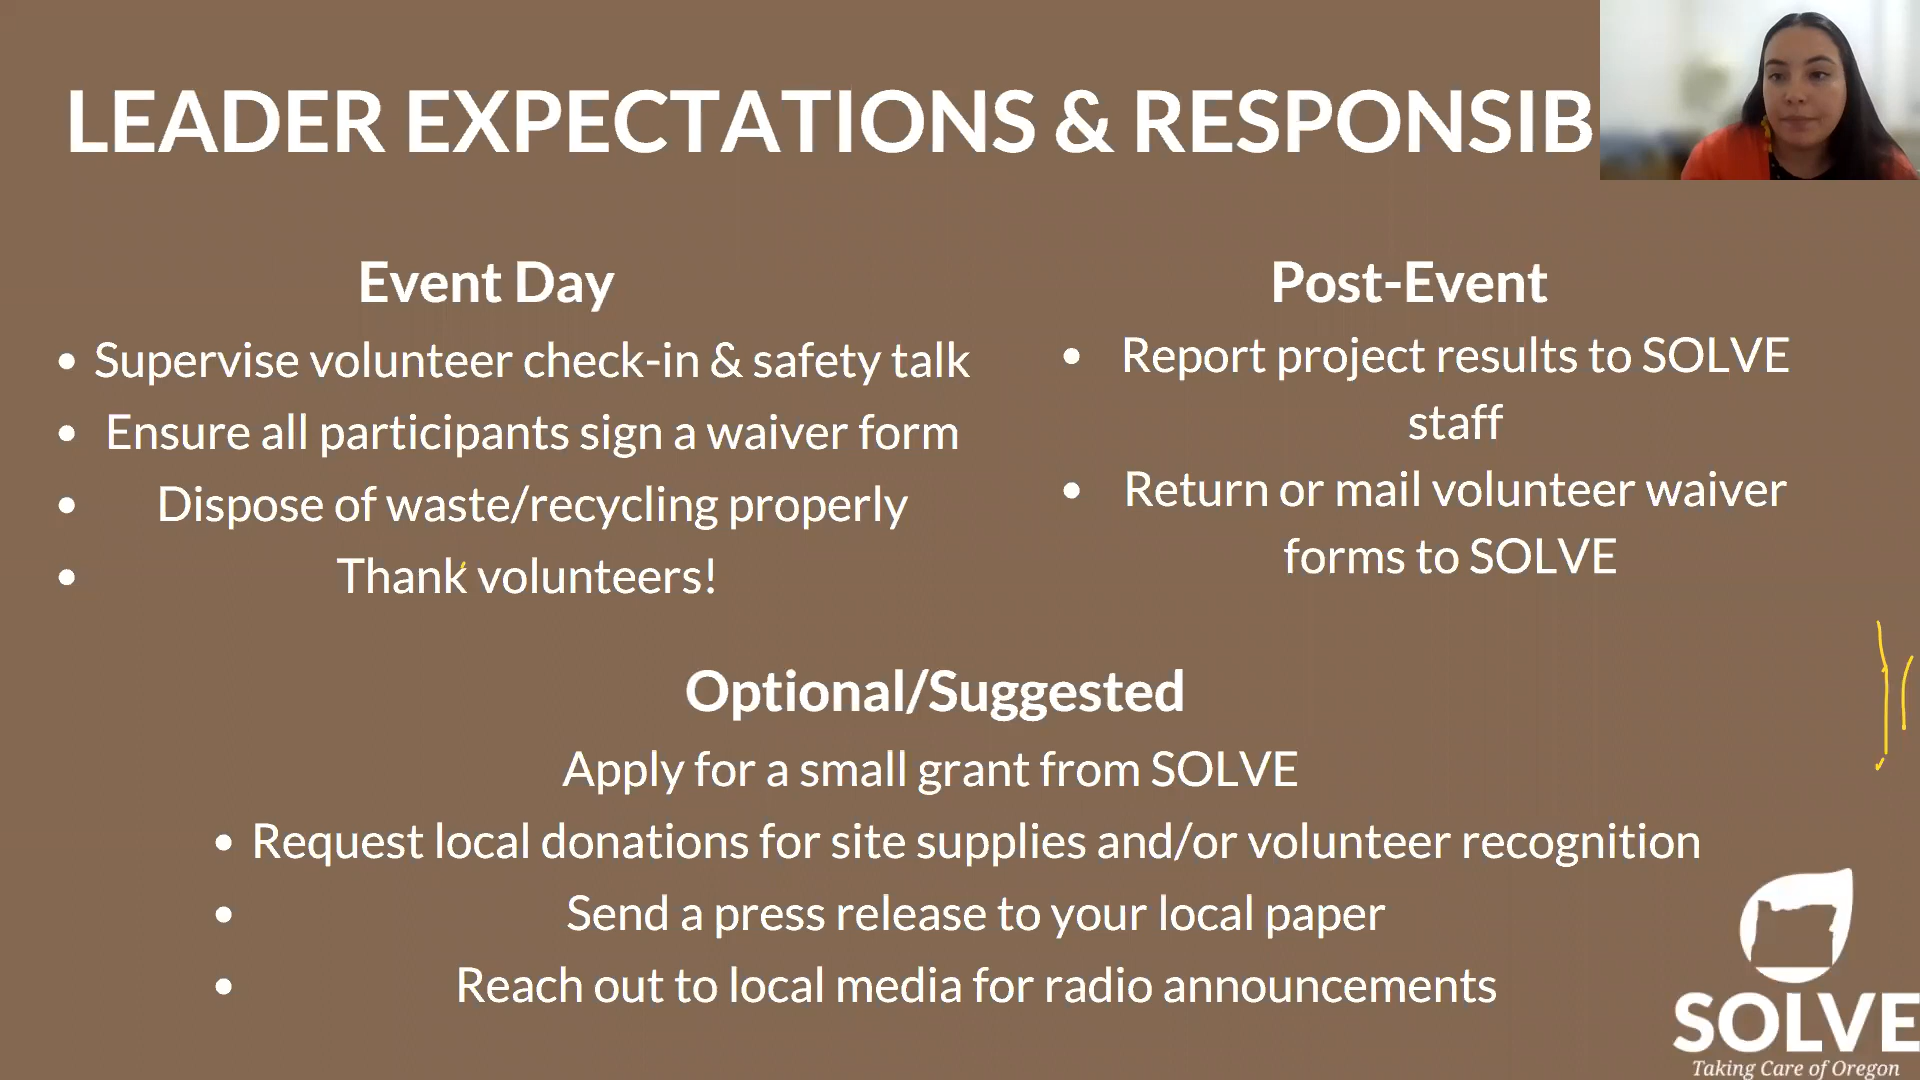 LEADER EXPECTATIONS & RESPONSIB
Event Day
• Supervise volunteer check-in & safety talk
• Ensure all participants sign a waiver form
• Dispose of waste/recycling properly
• Thank volunteers!
Post-Event
• Report project results to SOLVE
staff
• Return or mail volunteer waiver
forms to SOLVE
Optional/Suggested
Apply for a small grant from SOLVE
• Request local donations for site supplies and/or volunteer recognition
• Send a press release to your local paper
• Reach out to local media for radio announcements
SOLVE
Taking Care of Oregon